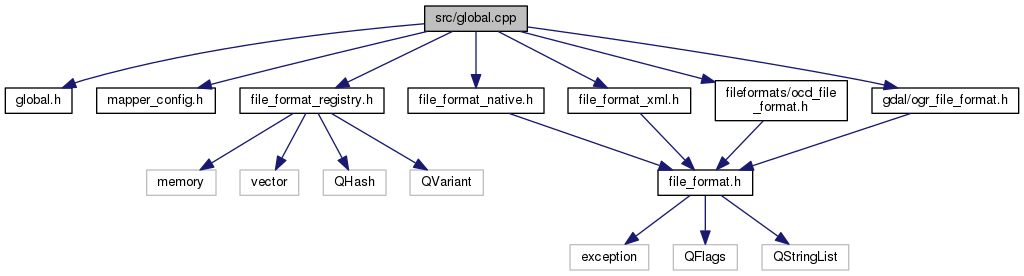 src/global.cpp
global.h
mapper_config.h
file_format_registry.h
file_format_native.h
file_format_xml.h
fileformats/ocd_file
_format.h
gdal/ogr_file_format.h
memory
vector
QHash
QVariant
file_format.h
exception
QFlags
QStringList